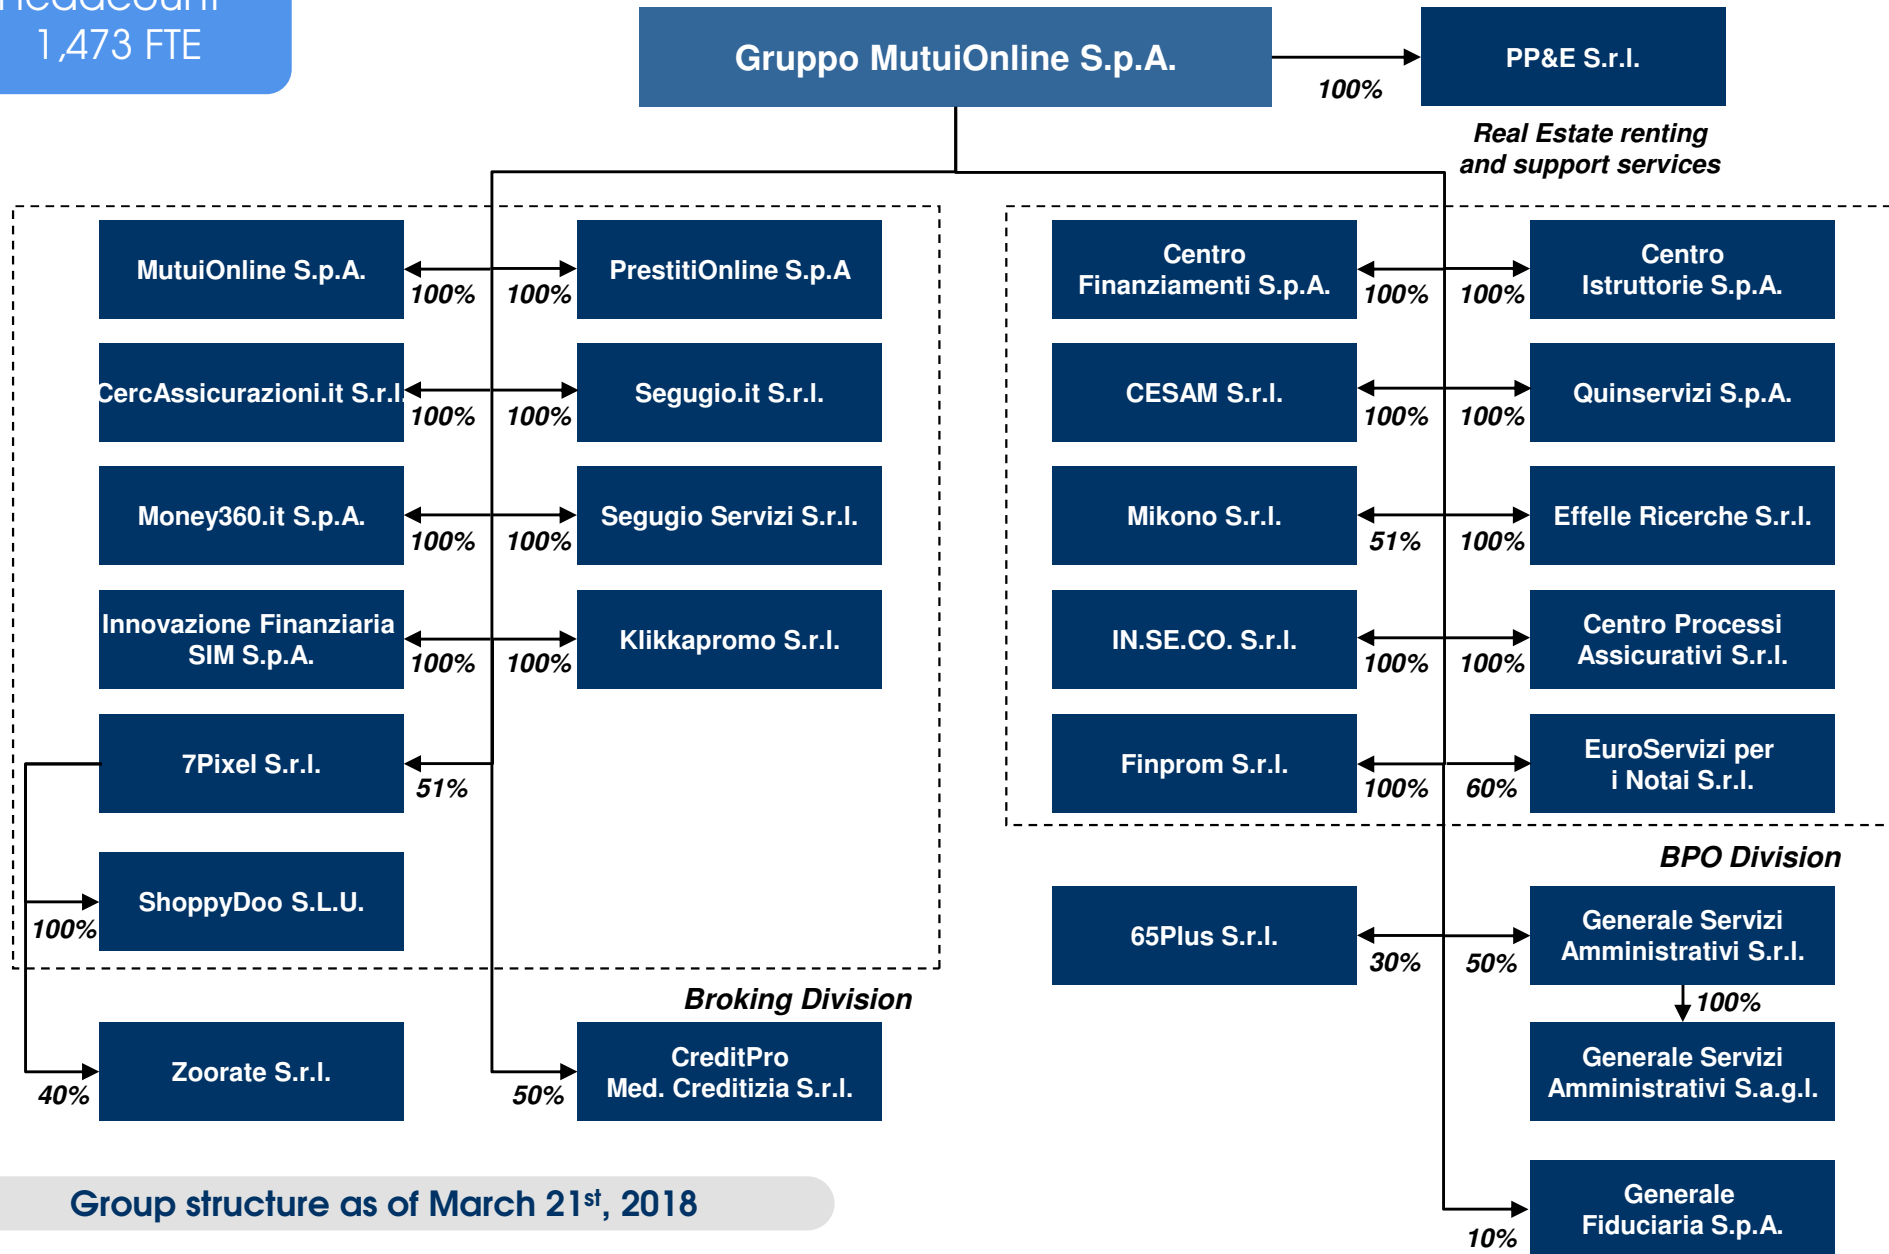 Headcount
1,473 FTE
Gruppo MutuiOnline S.p.A.
100%
PP&E S.r.l.
Real Estate renting
and support services
MutuiOnline S.p.A.
100%
100%
PrestitiOnline S.p.A
CercAssicurazioni.it S.r.l.
100%
100%
Segugio.it S.r.l.
Money360.it S.p.A.
100%
100%
Segugio Servizi S.r.l.
Innovazione Finanziaria
SIM S.p.A.
100%
100%
Klikkapromo S.r.l.
7Pixel S.r.l.
51%
ShoppyDoo S.L.U.
100%
Broking Division
Zoorate S.r.l.
40%
50%
CreditPro
Med. Creditizia S.r.l.
Centro
Finanziamenti S.p.A.
100%
100%
Centro
Istruttorie S.p.A.
CESAM S.r.l.
100%
100%
Quinservizi S.p.A.
Mikono S.r.l.
51%
100%
Effelle Ricerche S.r.l.
IN.SE.CO. S.r.l.
100%
100%
Centro Processi
Assicurativi S.r.l.
Finprom S.r.l.
100%
60%
EuroServizi per
i Notai S.r.l.
BPO Division
65Plus S.r.l.
30%
50%
Generale Servizi
Amministrativi S.r.l.
100%
Generale Servizi
Amministrativi S.a.g.l.
10%
Generale
Fiduciaria S.p.A.
Group structure as of March 21st, 2018